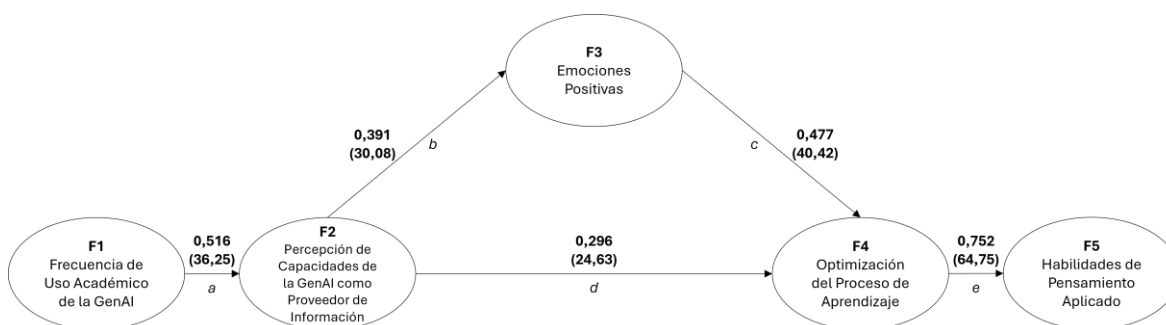 F3
Emociones
Positivas
0,391
(30,08)
b
0,477
(40,42)
c
F1
Frecuencia de
Uso Académico
de la GenAI
0,516
(36,25)
a
F2
Percepción de
Capacidades de
la GenAI como
Proveedor de
Información
0,296
(24,63)
d
F4
Optimización
del Proceso de
Aprendizaje
0,752
(64,75)
e
F5
Habilidades de
Pensamiento
Aplicado